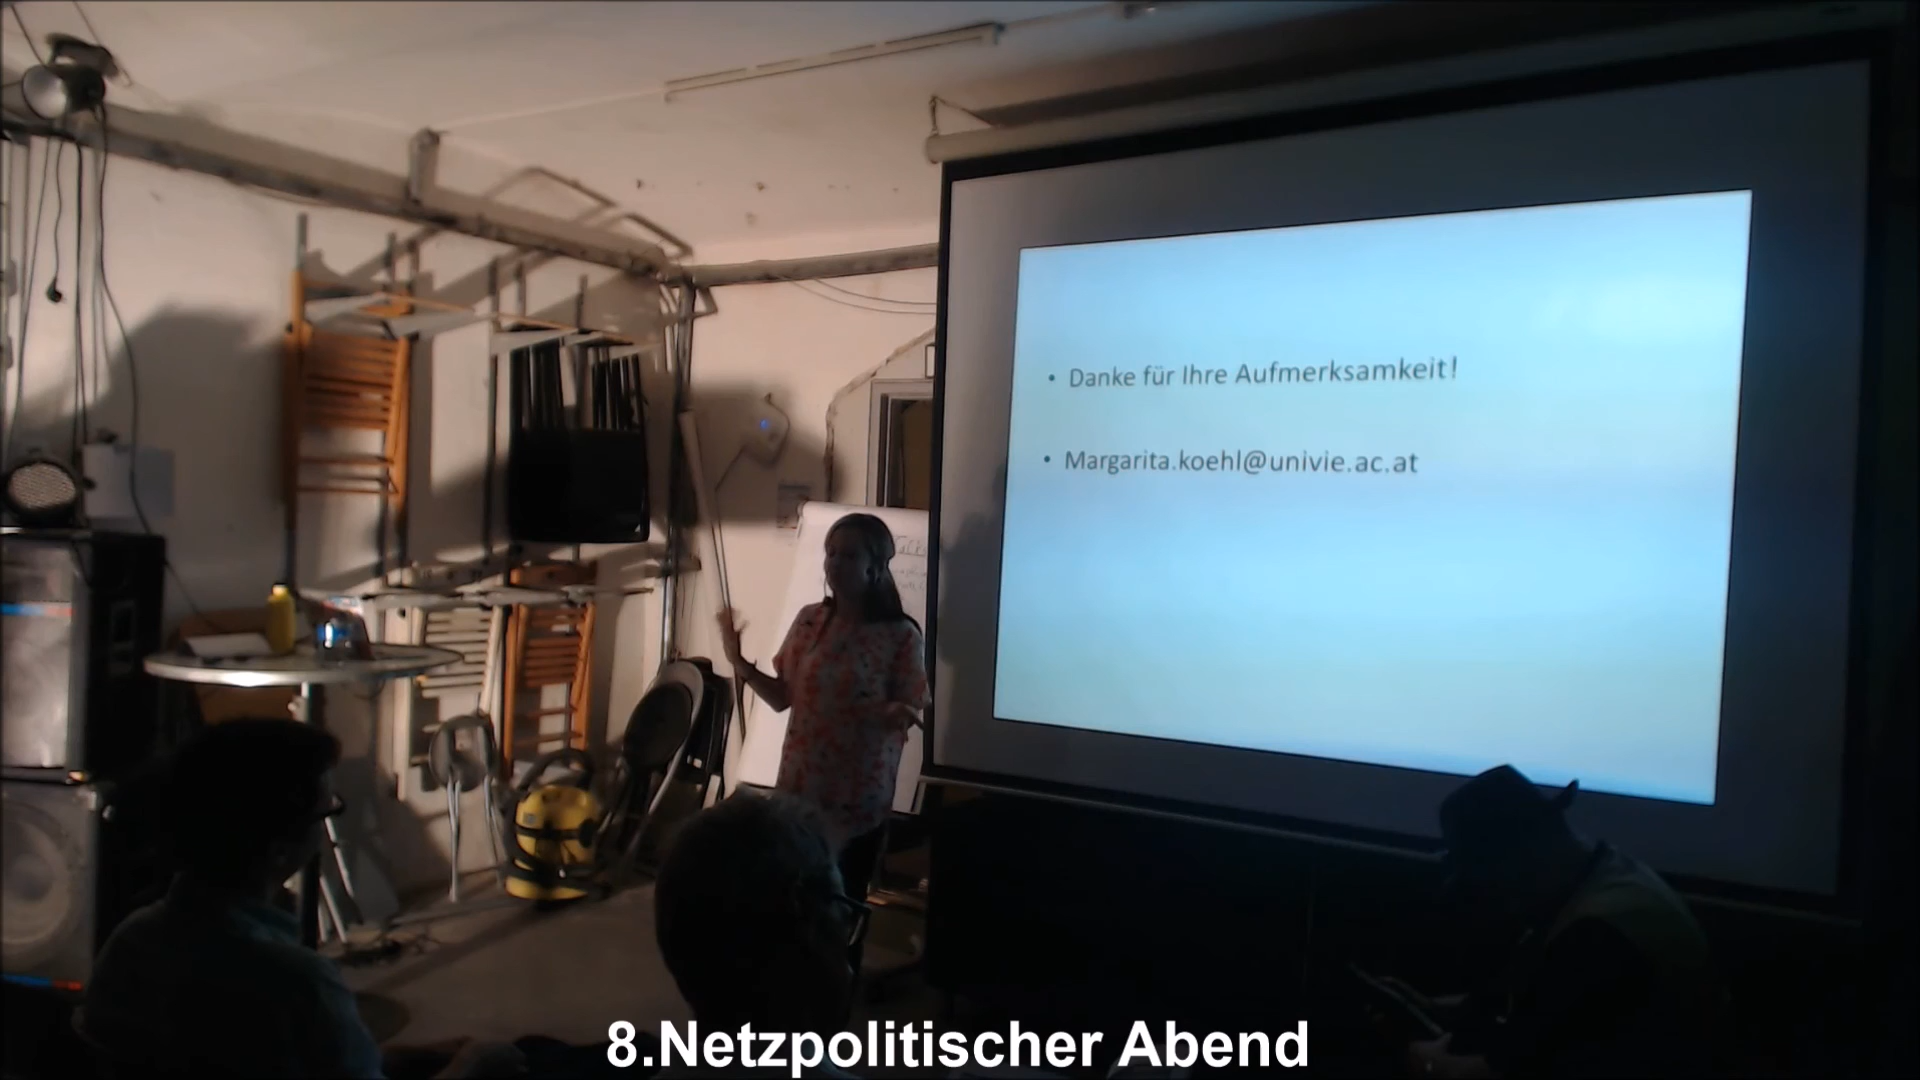 • Danke für Ihre Aufmerksamkeit!
• Margarita.koehl@univie.ac.at
8.Netzpolitischer Abend